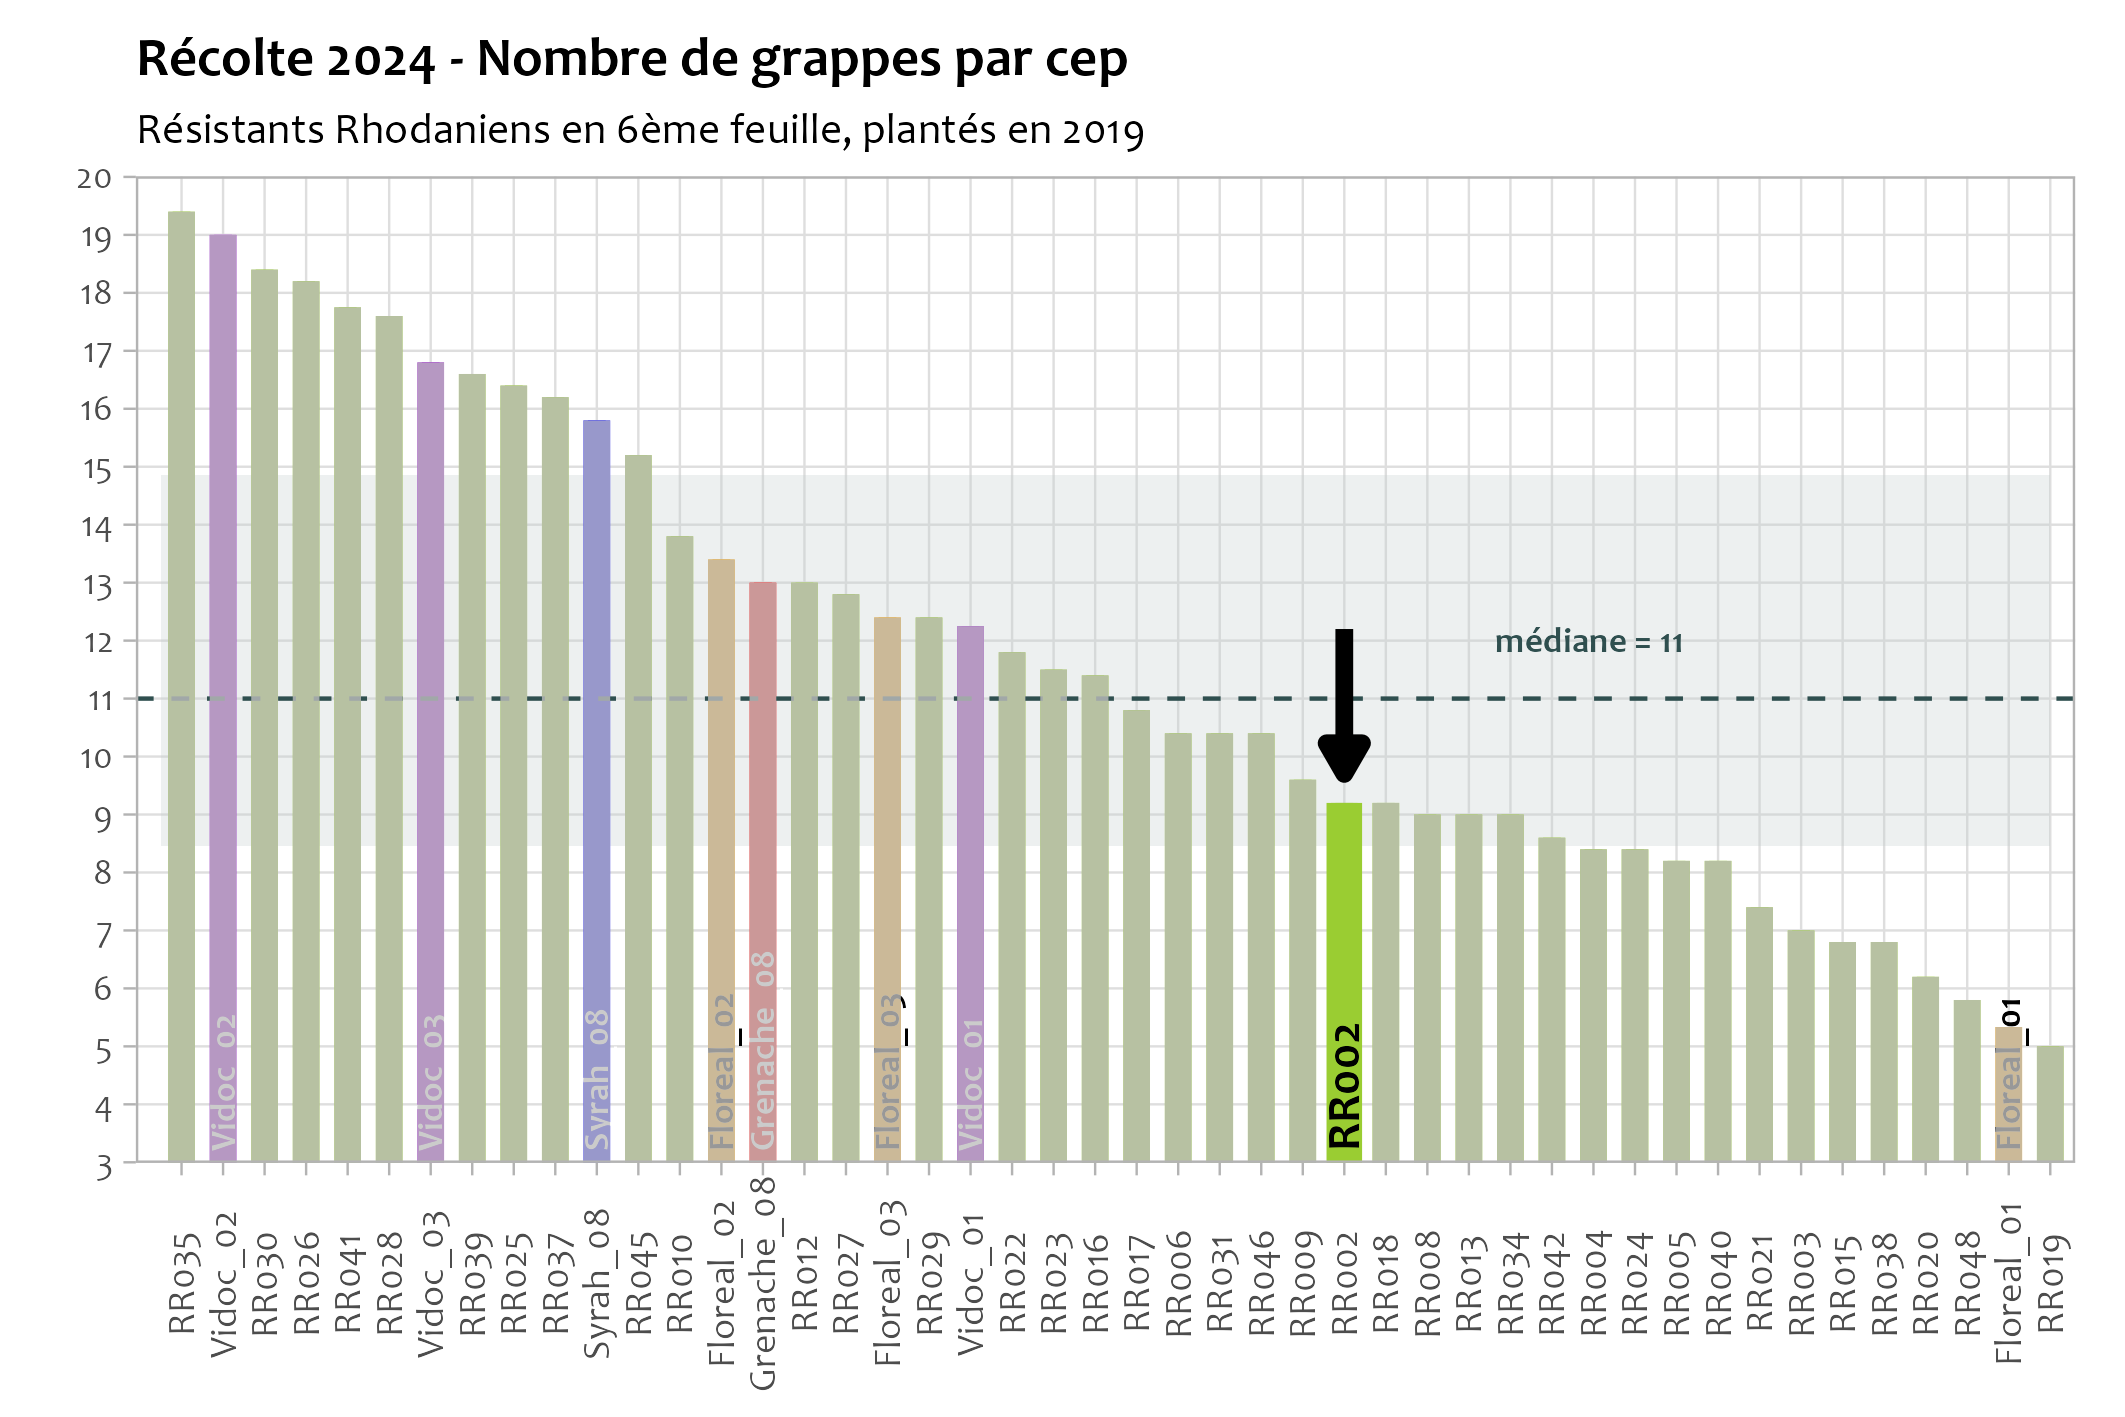 Récolte 2024 - Nombre de grappes par cep
Résistants Rhodaniens en 6ème feuille, plantés en 2019
20
19
18
17
16
15
14
13
12
11
10
9
8
7
6
5
4
3
médiane = 11
Vidoc_02
Vidoc_03
Syrah_08
Floreal_02
Grenache_08
Floreal_03
Vidoc_01
RR002
Floreal_01
RR035
Vidoc_02
RR030
RR026
RR041
RR028
Vidoc_03
RR039
RR025
RR037
Syrah_08
RR045
RR010
Floreal_02
Grenache_08
RR012
RR027
Floreal_03
RR029
Vidoc_01
RR022
RR023
RR016
RR017
RR006
RR031
RR046
RR009
RR002
RR018
RR008
RR013
RR034
RR042
RR004
RR024
RR005
RR040
RR021
RR003
RR015
RR038
RR020
RR048
Floreal_01
RR019